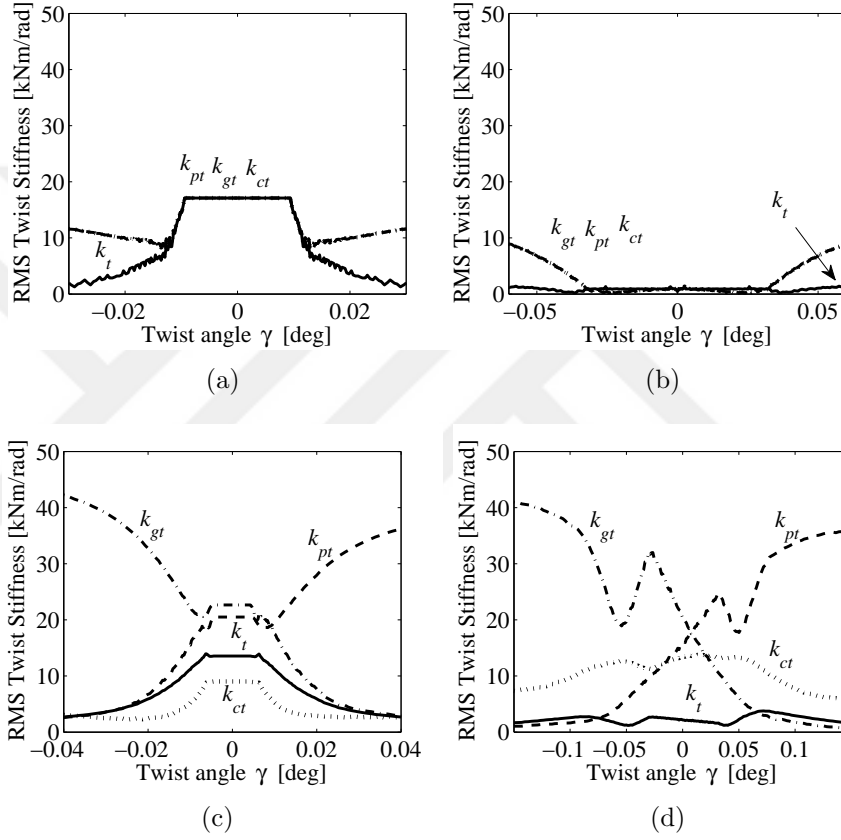 RMS Twist Stiffness [kNm/rad]
50
40
30
20
10
0
k_pt k_gt k_ct
k_t
−0.02 0 0.02
Twist angle γ [deg]
(a)
RMS Twist Stiffness [kNm/rad]
50
40
30
20
10
0
k_t
k_gt k_pt k_ct
−0.05 0 0.05
Twist angle γ [deg]
(b)
RMS Twist Stiffness [kNm/rad]
50
40
30
20
10
0
k_gt
k_pt
k_t
k_ct
−0.04 −0.02 0 0.02 0.04
Twist angle γ [deg]
(c)
RMS Twist Stiffness [kNm/rad]
50
40
30
20
10
0
k_gt
k_pt
k_ct
k_t
−0.1 −0.05 0 0.05 0.1
Twist angle γ [deg]
(d)